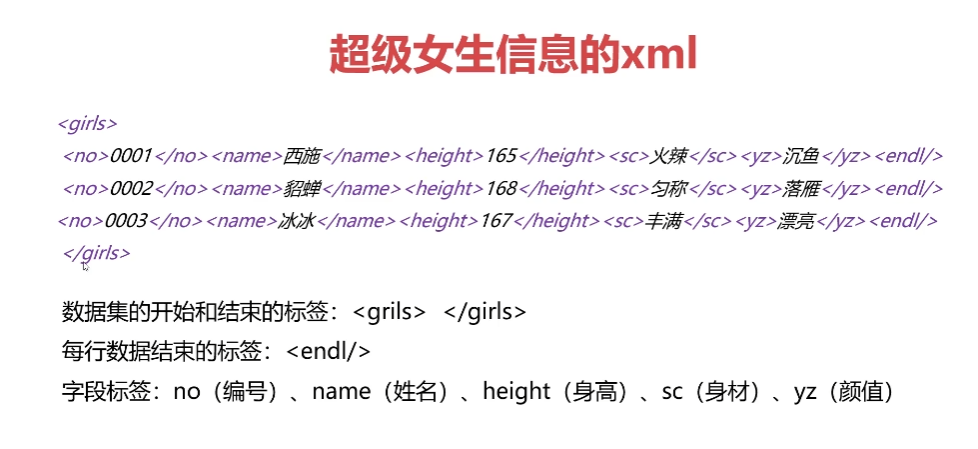 超级女生信息的xml
<girls>
<no>0001</no><name>西施</name><height>165</height><sc>火辣</sc><yz>沉鱼</yz><endl/>
<no>0002</no><name>貂蝉</name><height>168</height><sc>匀称</sc><yz>落雁</yz><endl/>
<no>0003</no><name>冰冰</name><height>167</height><sc>丰满</sc><yz>漂亮</yz><endl/>
</girls>
数据集的开始和结束的标签：<grils> </girls>
每行数据结束的标签：<endl/>
字段标签：no（编号）、name（姓名）、height（身高）、sc（身材）、yz（颜值）